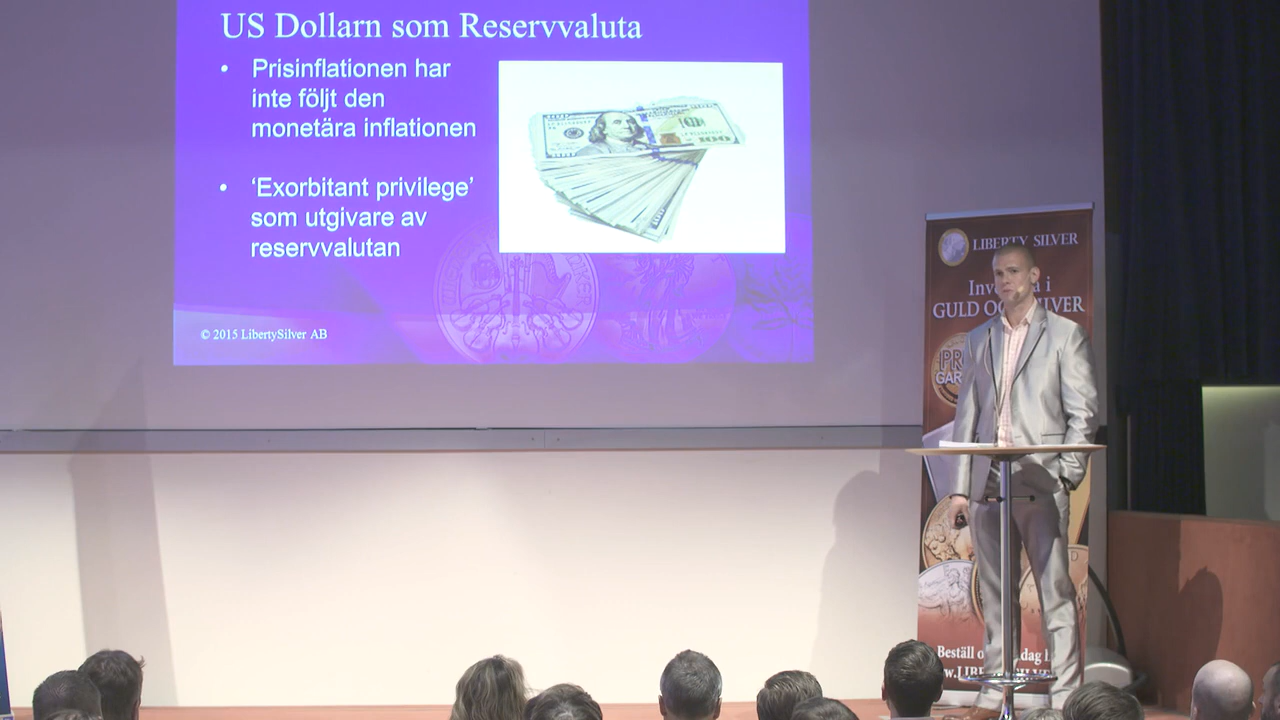 US Dollarn som Reservvaluta
• Prisinflationen har
inte följt den
monetära inflationen
• ‘Exorbitant privilege’
som utgivare av
reservvalutan
© 2015 LibertySilver AB
LIBERTY SILVER
i
GULD
Beställ
100